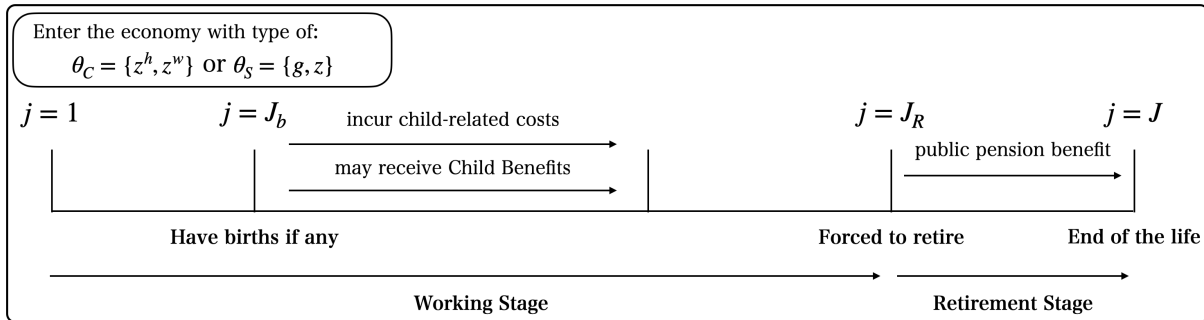 Enter the economy with type of:
θ_C = {z^h, z^w} or θ_S = {g, z}
j = 1
j = J_b
incur child-related costs
may receive Child Benefits
j = J_R
public pension benefit
j = J
Have births if any
Forced to retire
End of the life
Working Stage
Retirement Stage